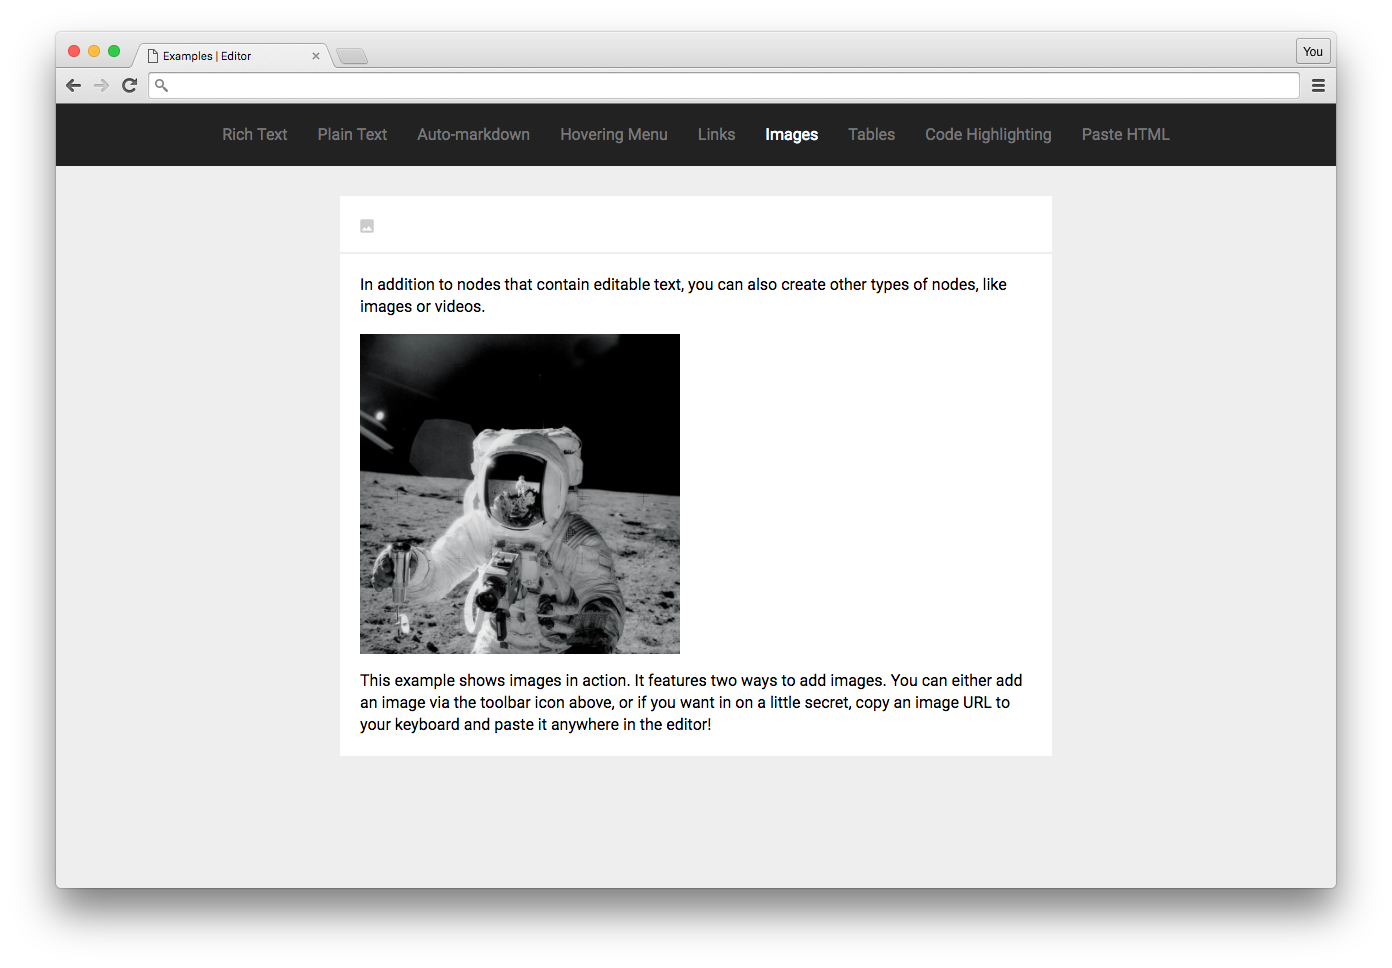 Examples | Editor
You
Rich Text Plain Text Auto-markdown Hovering Menu Links Images Tables Code Highlighting Paste HTML
In addition to nodes that contain editable text, you can also create other types of nodes, like
images or videos.
This example shows images in action. It features two ways to add images. You can either add
an image via the toolbar icon above, or if you want in on a little secret, copy an image URL to
your keyboard and paste it anywhere in the editor!